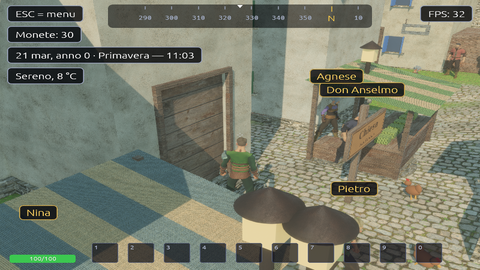 ESC = menu
290 300 310 320 330 340 350 N 10
FPS: 32
Monete: 30
21 mar, anno 0 · Primavera — 11:03
Sereno, 8 °C
Agnese
Don Anselmo
Pietro
Nina
1 2 3 4 5 6 7 8 9 0
100/100